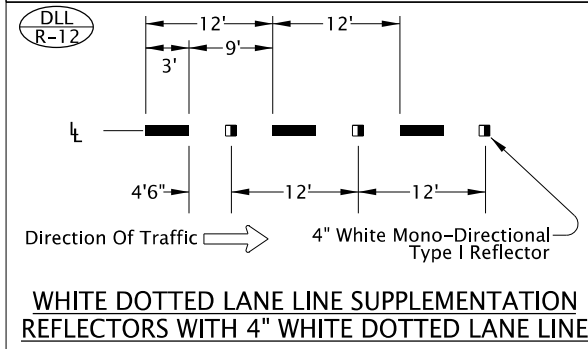 DLL
R-12
12' 12'
3' 9'
LL
4'6" 12' 12'
Direction Of Traffic
4" White Mono-Directional
Type I Reflector
WHITE DOTTED LANE LINE SUPPLEMENTATION
REFLECTORS WITH 4" WHITE DOTTED LANE LINE